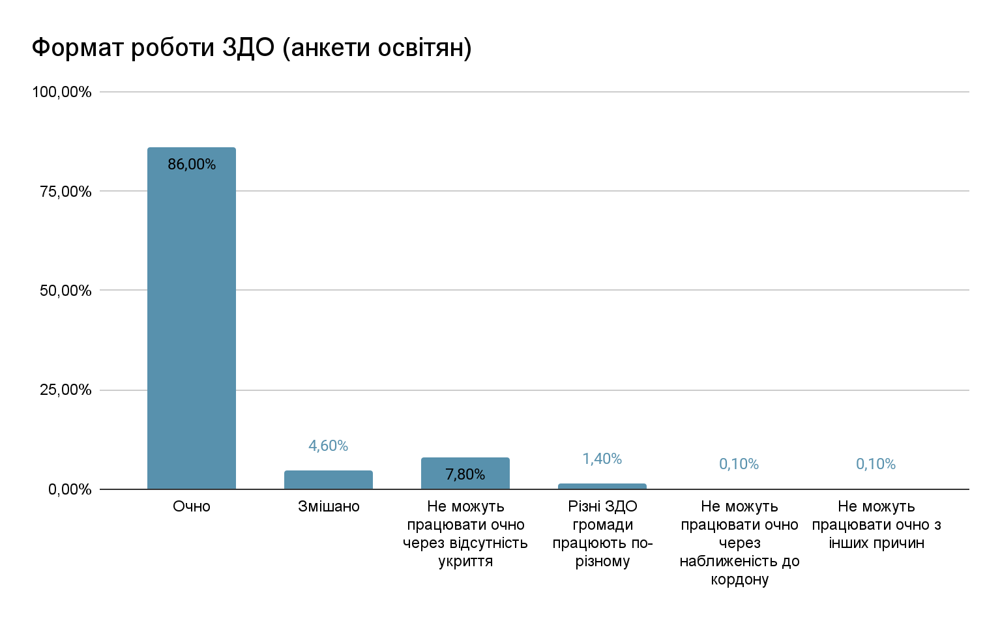 Формат роботи ЗДО (анкети освітян)
100,00%
75,00%
50,00%
25,00%
0,00%
86,00%
4,60%
7,80%
1,40%
0,10%
0,10%
Очно
Змішано
Не можуть
працювати очно
через відсутність
укриття
Різні ЗДО
громади
працюють по-
різному
Не можуть
працювати очно
через
наближеність до
кордону
Не можуть
працювати очно з
інших причин